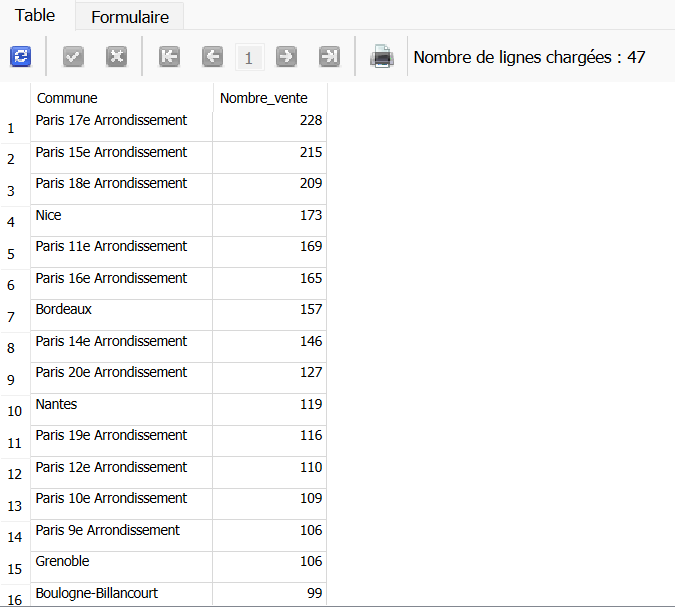 Table Formulaire
1 Nombre de lignes chargées : 47
Commune Nombre_vente
1 Paris 17e Arrondissement 228
2 Paris 15e Arrondissement 215
3 Paris 18e Arrondissement 209
4 Nice 173
5 Paris 11e Arrondissement 169
6 Paris 16e Arrondissement 165
7 Bordeaux 157
8 Paris 14e Arrondissement 146
9 Paris 20e Arrondissement 127
10 Nantes 119
11 Paris 19e Arrondissement 116
12 Paris 12e Arrondissement 110
13 Paris 10e Arrondissement 109
14 Paris 9e Arrondissement 106
15 Grenoble 106
16 Boulogne-Billancourt 99